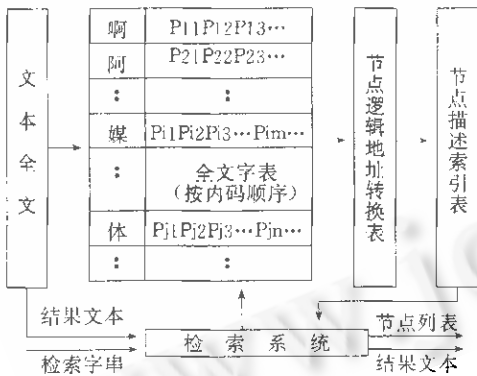 文本全文
啊 P11P12P13…
阿 P21P22P23…
: :
媒 Pi1Pi2Pi3…Pim…
: 全文字表
(按内码顺序)
体 Pj1Pj2Pj3…Pjn…
: :
节点逻辑地址转换表
节点描述索引表
结果文本
检索字串
检索系统
节点列表
结果文本